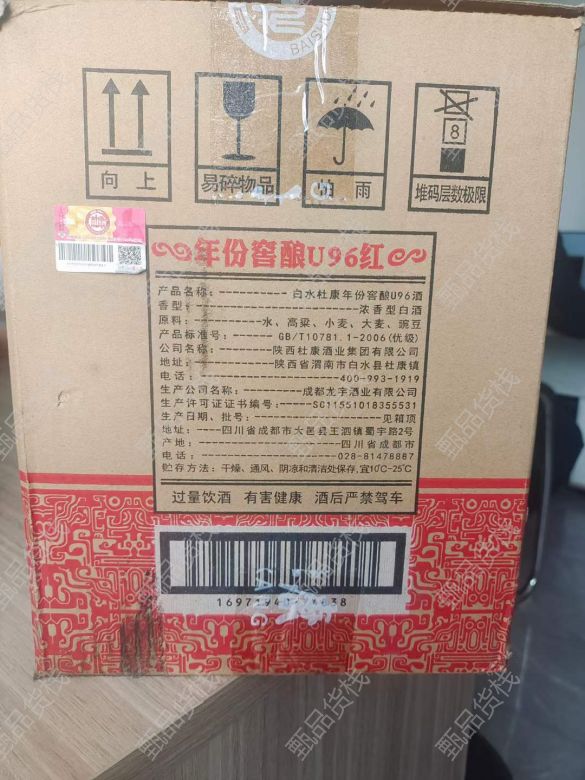 BAISHU
8
向上
易碎物品
怕雨
堆码层数极限
年份窖酿U96红
产品名称：----------白水杜康年份窖酿U96酒
香型：--------------------浓香型白酒
原料：----------水、高粱、小麦、大麦、豌豆
产品标准号：------GB/T10781.1-2006(优级)
公司名称：--------陕西杜康酒业集团有限公司
地址：--------陕西省渭南市白水县杜康镇
电话：--------------------400-993-1919
生产公司名称：----------成都龙宇酒业有限公司
生产许可证证书编号：-----SC11551018355531
生产日期、批号：--------------------见箱顶
地址：----四川省成都市大邑县王泗镇蜀宇路2号
产地：--------------------四川省成都市
电话：--------------------028-81478887
贮存方法：干燥、通风、阴凉和清洁处保存,宜10℃-25℃
过量饮酒 有害健康 酒后严禁驾车
甄品货栈